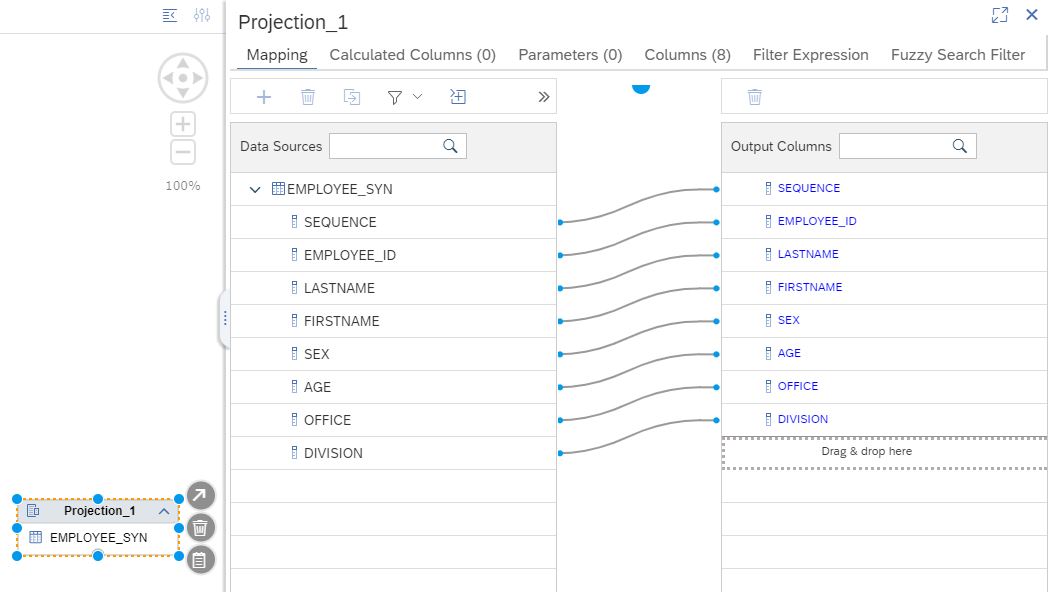 Projection_1
Mapping Calculated Columns (0) Parameters (0) Columns (8) Filter Expression Fuzzy Search Filter
100%
Data Sources
EMPLOYEE_SYN
SEQUENCE
EMPLOYEE_ID
LASTNAME
FIRSTNAME
SEX
AGE
OFFICE
DIVISION
Output Columns
SEQUENCE
EMPLOYEE_ID
LASTNAME
FIRSTNAME
SEX
AGE
OFFICE
DIVISION
Drag & drop here
Projection_1
EMPLOYEE_SYN